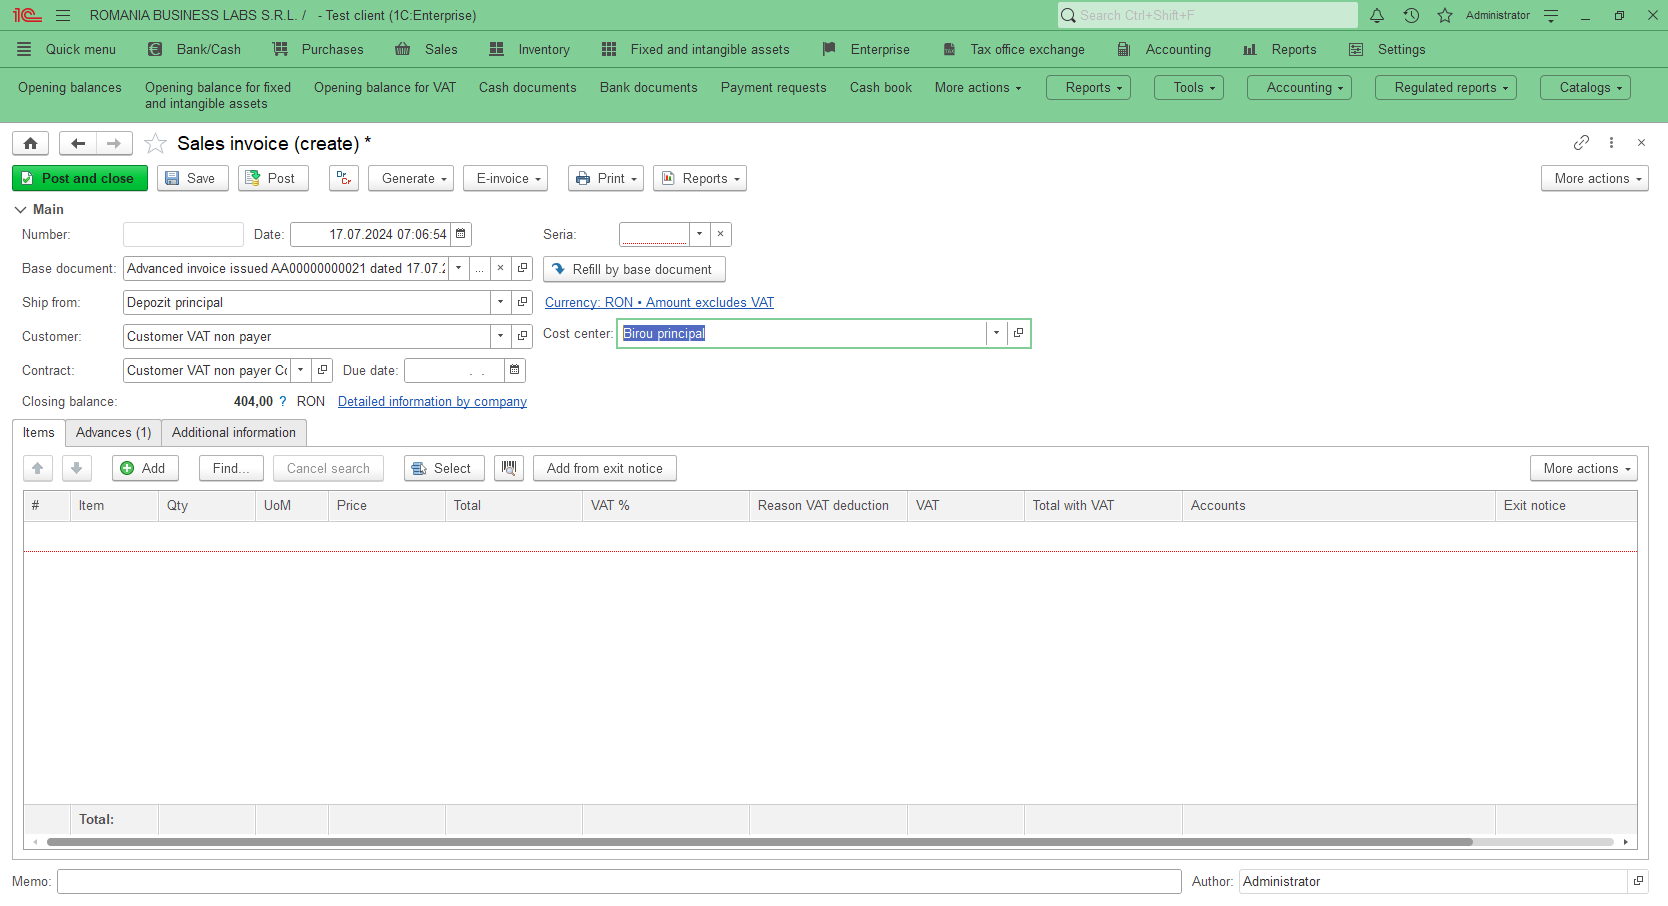 ROMANIA BUSINESS LABS S.R.L. / - Test client (1C:Enterprise)
Search Ctrl+Shift+F
Administrator
Quick menu
Bank/Cash
Purchases
Sales
Inventory
Fixed and intangible assets
Enterprise
Tax office exchange
Accounting
Reports
Settings
Opening balances
Opening balance for fixed and intangible assets
Opening balance for VAT
Cash documents
Bank documents
Payment requests
Cash book
More actions
Reports
Tools
Accounting
Regulated reports
Catalogs
Sales invoice (create) *
Post and close
Save
Post
Dr Cr
Generate
E-invoice
Print
Reports
More actions
Main
Number:
Date: 17.07.2024 07:06:54
Seria:
Base document: Advanced invoice issued AA00000000021 dated 17.07.2
...
Refill by base document
Ship from: Depozit principal
Currency: RON • Amount excludes VAT
Customer: Customer VAT non payer
Cost center: Birou principal
Contract: Customer VAT non payer Co
Due date: . .
Closing balance: 404,00 ? RON Detailed information by company
Items
Advances (1)
Additional information
Add
Find...
Cancel search
Select
Add from exit notice
More actions
# Item Qty UoM Price Total VAT % Reason VAT deduction VAT Total with VAT Accounts Exit notice
Total:
Memo:
Author: Administrator